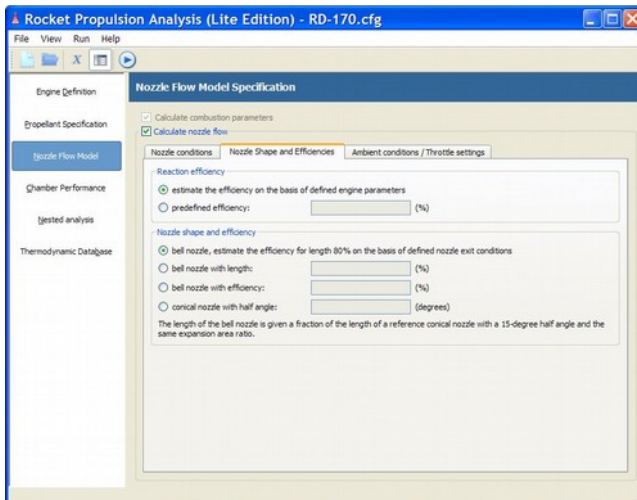 Rocket Propulsion Analysis (Lite Edition) - RD-170.cfg
File View Run Help
X
Engine Definition
Propellant Specification
Nozzle Flow Model
Chamber Performance
Nested analysis
Thermodynamic Database
Nozzle Flow Model Specification
Calculate combustion parameters
Calculate nozzle flow
Nozzle conditions Nozzle Shape and Efficiencies Ambient conditions / Throttle settings
Reaction efficiency
estimate the efficiency on the basis of defined engine parameters
predefined efficiency: (%)
Nozzle shape and efficiency
bell nozzle, estimate the efficiency for length 80% on the basis of defined nozzle exit conditions
bell nozzle with length: (%)
bell nozzle with efficiency: (%)
conical nozzle with half angle: (degrees)
The length of the bell nozzle is given a fraction of the length of a reference conical nozzle with a 15-degree half angle and the
same expansion area ratio.